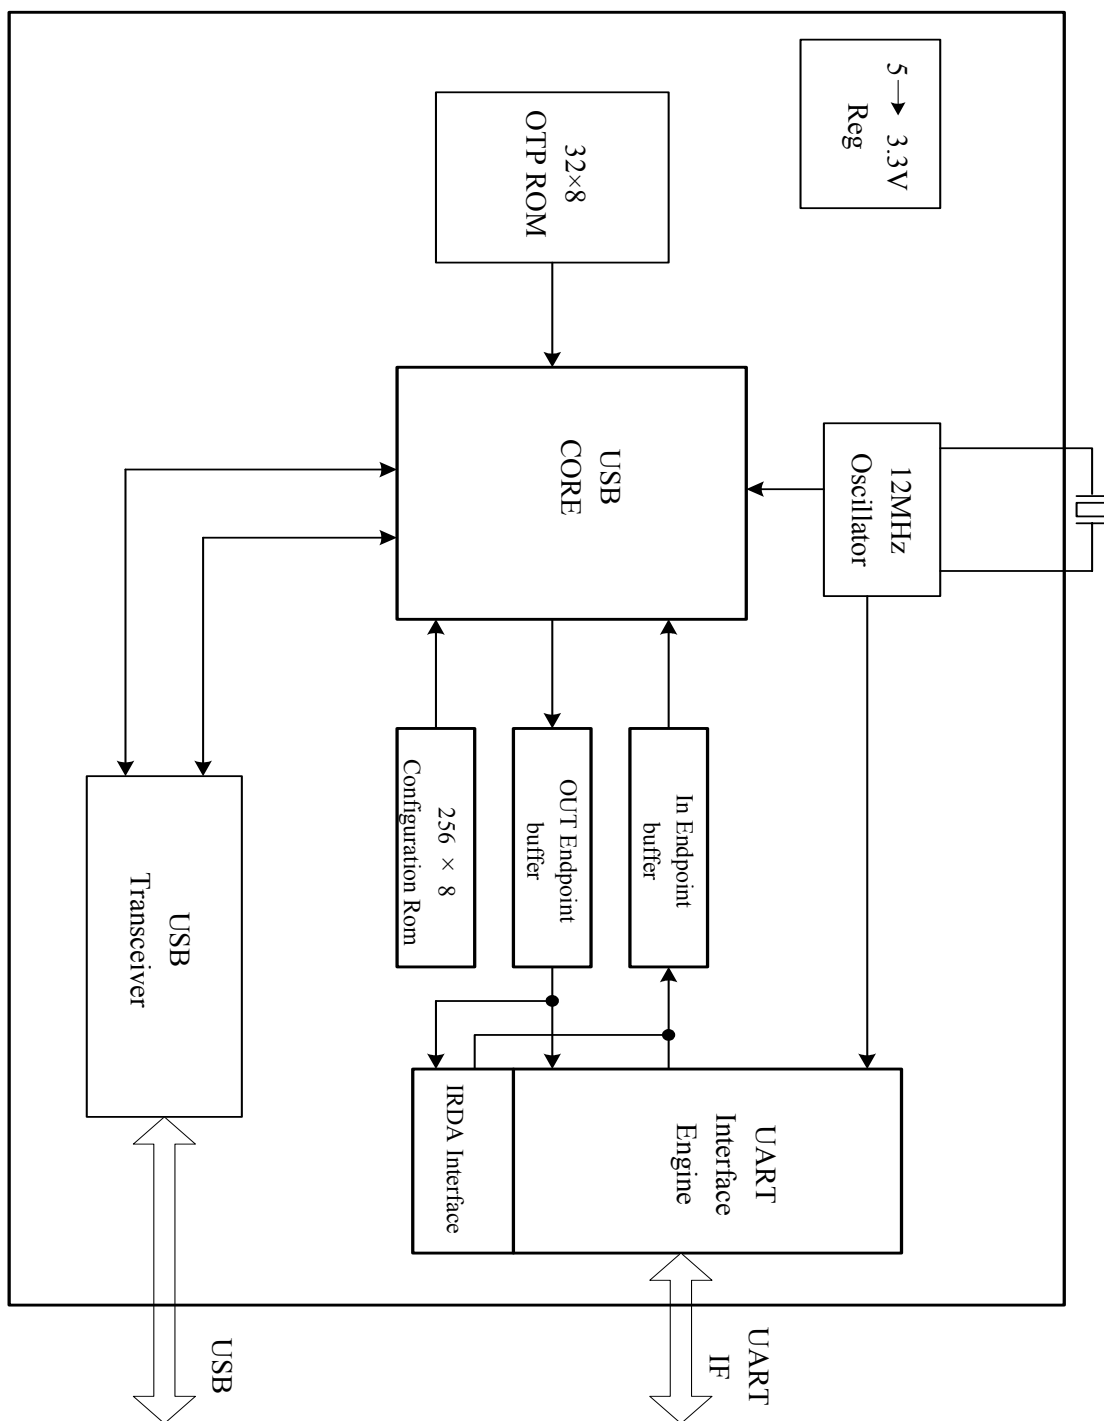 5 → 3.3V
Reg
12MHz
Oscillator
32×8
OTP ROM
USB
CORE
In Endpoint
buffer
OUT Endpoint
buffer
256 × 8
Configuration Rom
UART
Interface
Engine
IRDA Interface
UART
IF
USB
Transceiver
USB